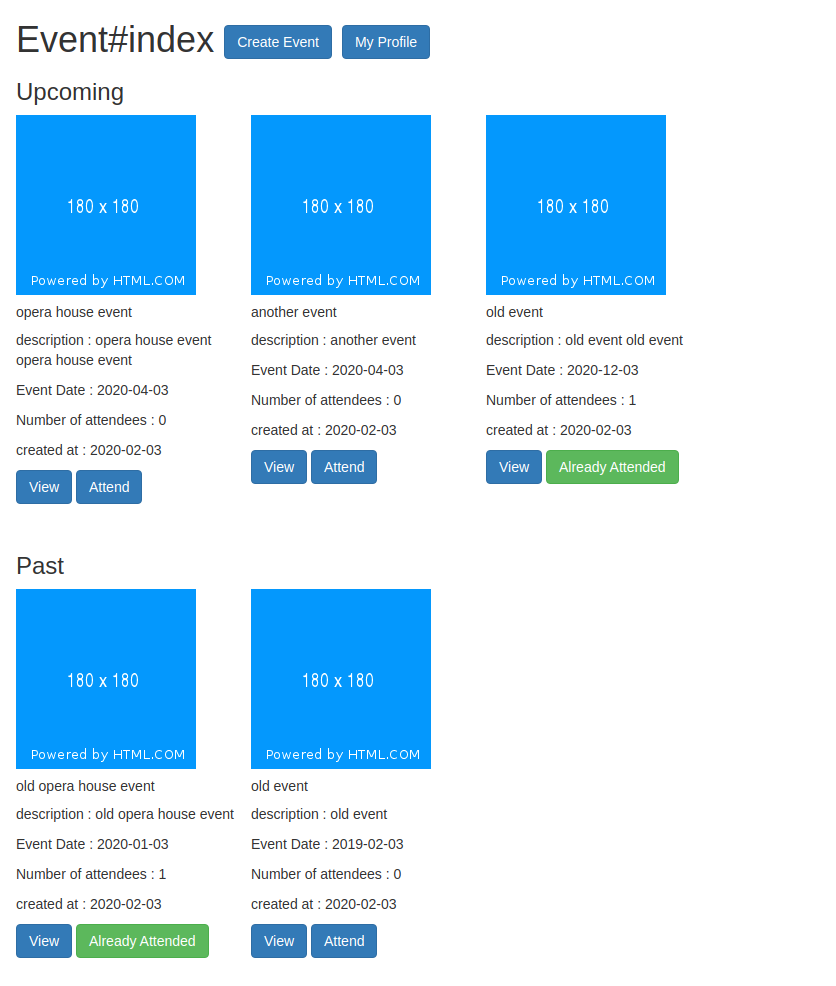 Event#index Create Event My Profile
Upcoming
180 x 180
Powered by HTML.COM
opera house event
description : opera house event
opera house event
Event Date : 2020-04-03
Number of attendees : 0
created at : 2020-02-03
View Attend
180 x 180
Powered by HTML.COM
another event
description : another event
Event Date : 2020-04-03
Number of attendees : 0
created at : 2020-02-03
View Attend
180 x 180
Powered by HTML.COM
old event
description : old event old event
Event Date : 2020-12-03
Number of attendees : 1
created at : 2020-02-03
View Already Attended
Past
180 x 180
Powered by HTML.COM
old opera house event
description : old opera house event
Event Date : 2020-01-03
Number of attendees : 1
created at : 2020-02-03
View Already Attended
180 x 180
Powered by HTML.COM
old event
description : old event
Event Date : 2019-02-03
Number of attendees : 0
created at : 2020-02-03
View Attend